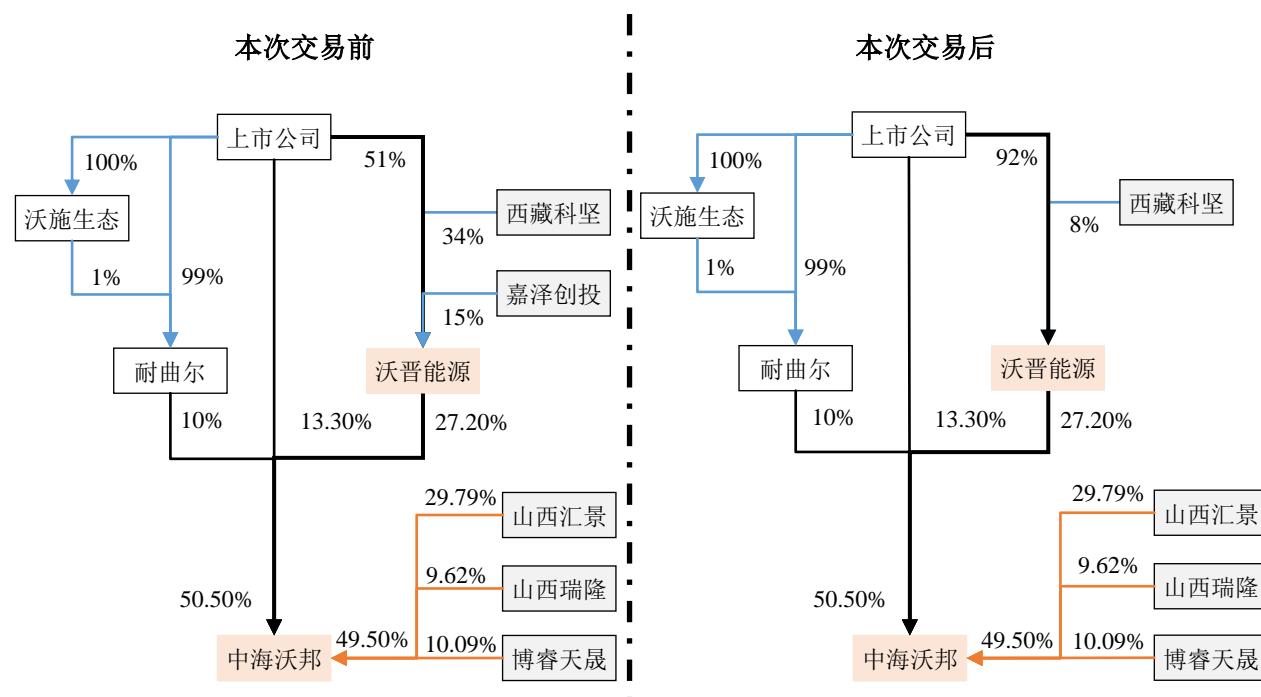 本次交易前
上市公司
100%
51%
沃施生态
西藏科坚
34%
1%
99%
嘉泽创投
15%
耐曲尔
沃晋能源
10%
13.30%
27.20%
29.79%
山西汇景
9.62%
山西瑞隆
50.50%
49.50%
10.09%
中海沃邦
博睿天晟
本次交易后
上市公司
100%
92%
沃施生态
西藏科坚
8%
1%
99%
耐曲尔
沃晋能源
10%
13.30%
27.20%
29.79%
山西汇景
9.62%
山西瑞隆
50.50%
49.50%
10.09%
中海沃邦
博睿天晟